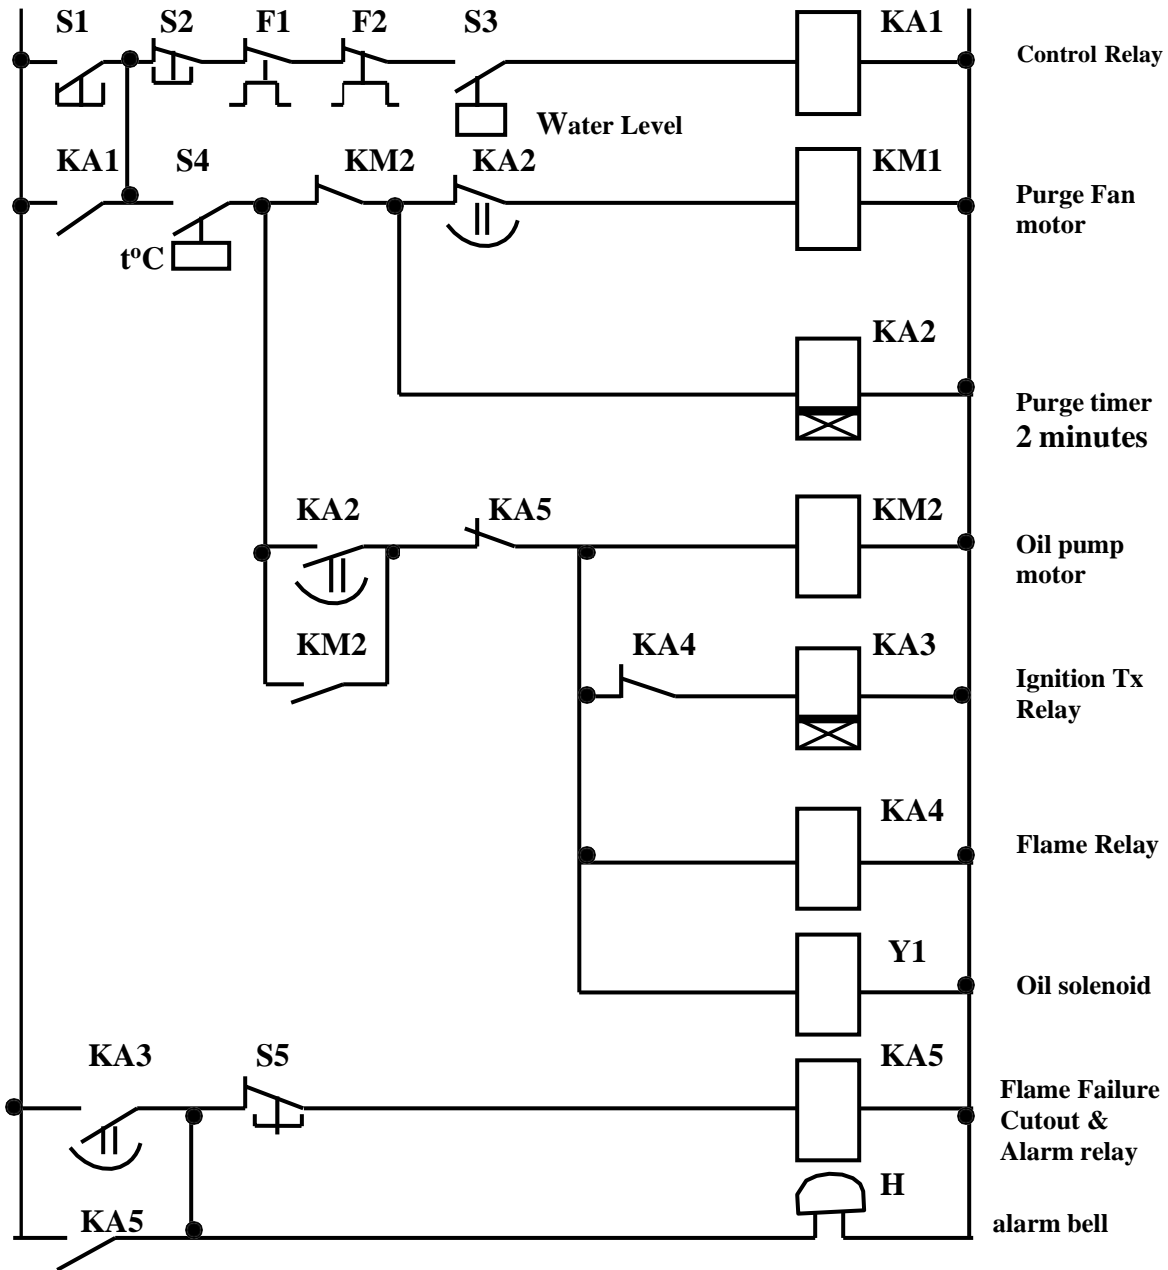 S1 S2 F1 F2 S3 KA1
Control Relay
Water Level
KA1 S4 KM2 KA2 KM1
Purge Fan
motor
toC
KA2
Purge timer
2 minutes
KA2 KA5 KM2
Oil pump
motor
KM2 KA4 KA3
Ignition Tx
Relay
KA4
Flame Relay
Y1
Oil solenoid
KA3 S5 KA5
Flame Failure
Cutout &
Alarm relay
H
KA5
alarm bell